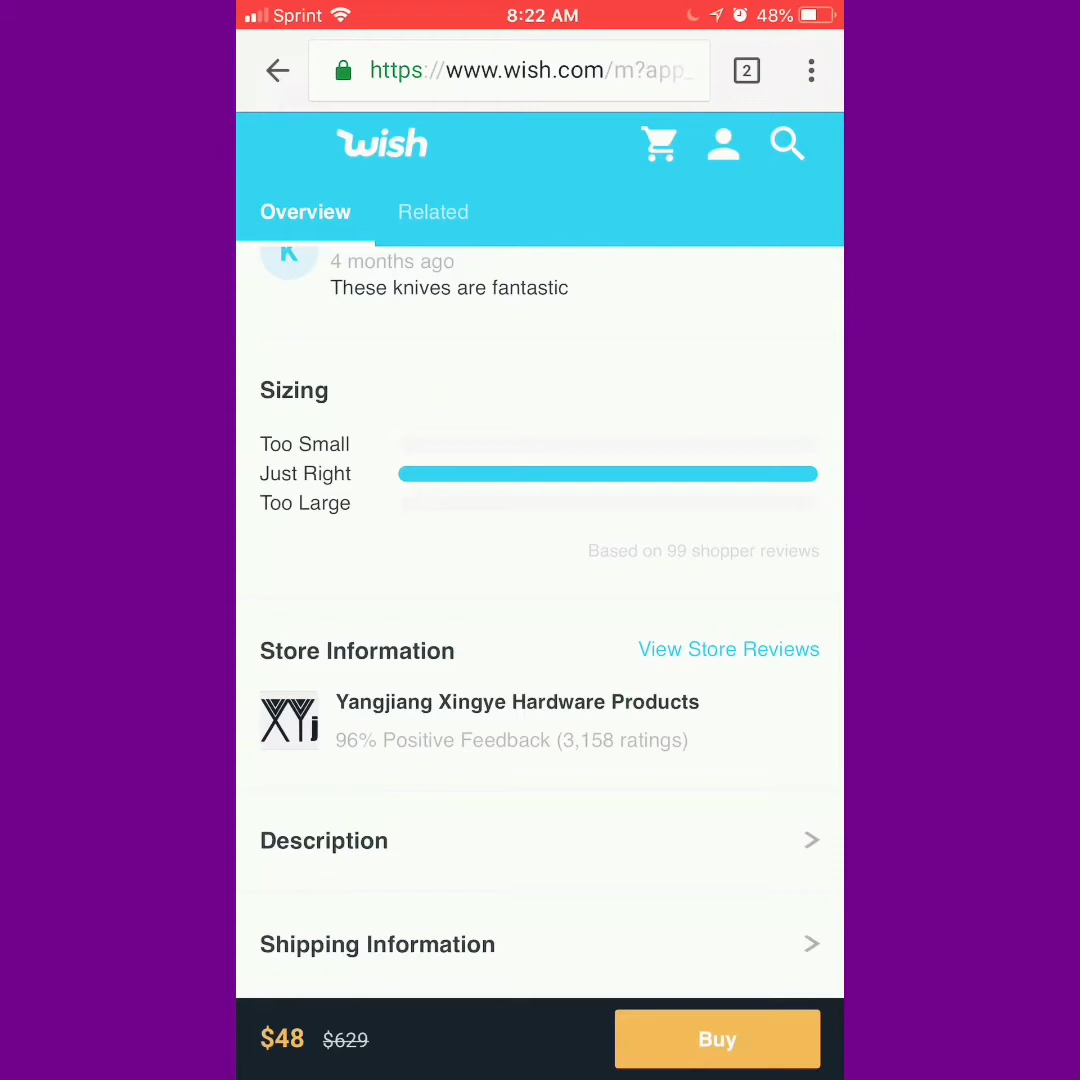 Sprint 8:22 AM 48%
https://www.wish.com/m?app_ 2
wish
Overview Related
K
4 months ago
These knives are fantastic
Sizing
Too Small
Just Right
Too Large
Based on 99 shopper reviews
Store Information View Store Reviews
XYj Yangjiang Xingye Hardware Products
96% Positive Feedback (3,158 ratings)
Description
Shipping Information
$48 $629 Buy